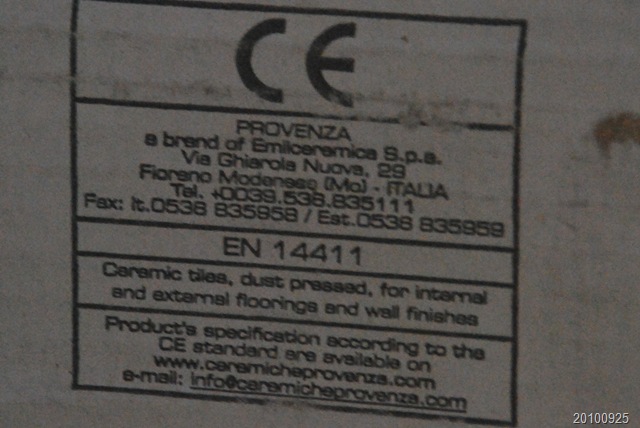 CE
PROVENZA
a brand of Emilceramica S.p.a.
Via Ghiarola Nuova, 29
Fiorano Modenese (Mo) - ITALIA
Tel. +0039.536.835111
Fax: It.0536 835958 / Est.0536 835959
EN 14411
Ceramic tiles, dust pressed, for internal
and external floorings and wall finishes
Product's specification according to the
CE standard are available on
www.ceramicheprovenza.com
e-mail: info@ceramicheprovenza.com
20100925